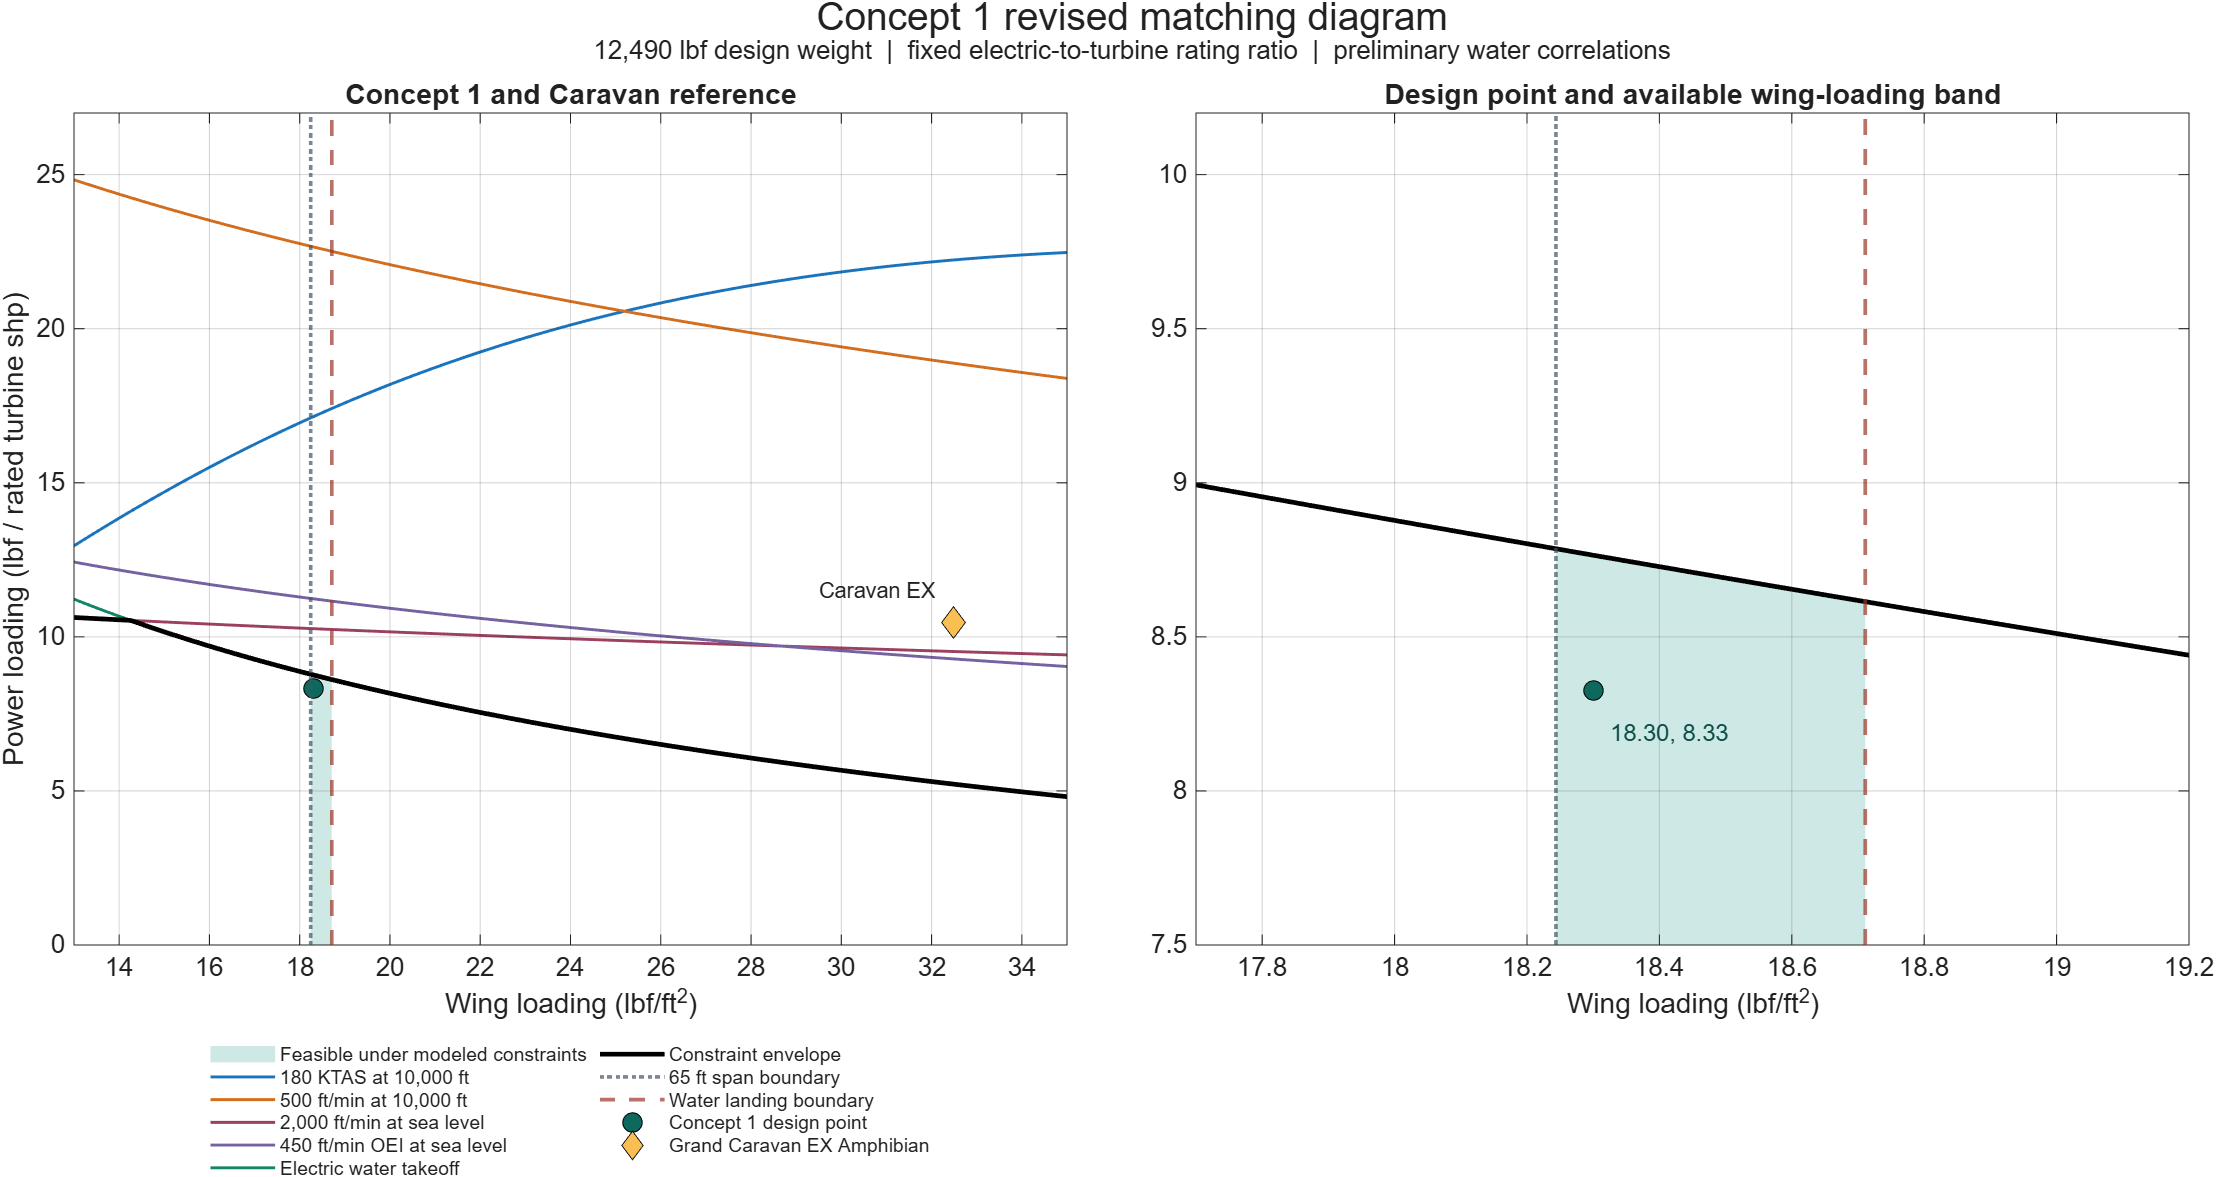 Concept 1 revised matching diagram
12,490 lbf design weight | fixed electric-to-turbine rating ratio | preliminary water correlations
Concept 1 and Caravan reference
Power loading (lbf / rated turbine shp)
25
20
15
10
5
0
Caravan EX
14 16 18 20 22 24 26 28 30 32 34
Wing loading (lbf/ft²)
Design point and available wing-loading band
10
9.5
9
8.5
8
7.5
18.30, 8.33
17.8 18 18.2 18.4 18.6 18.8 19 19.2
Wing loading (lbf/ft²)
Feasible under modeled constraints
180 KTAS at 10,000 ft
500 ft/min at 10,000 ft
2,000 ft/min at sea level
450 ft/min OEI at sea level
Electric water takeoff
Constraint envelope
65 ft span boundary
Water landing boundary
Concept 1 design point
Grand Caravan EX Amphibian